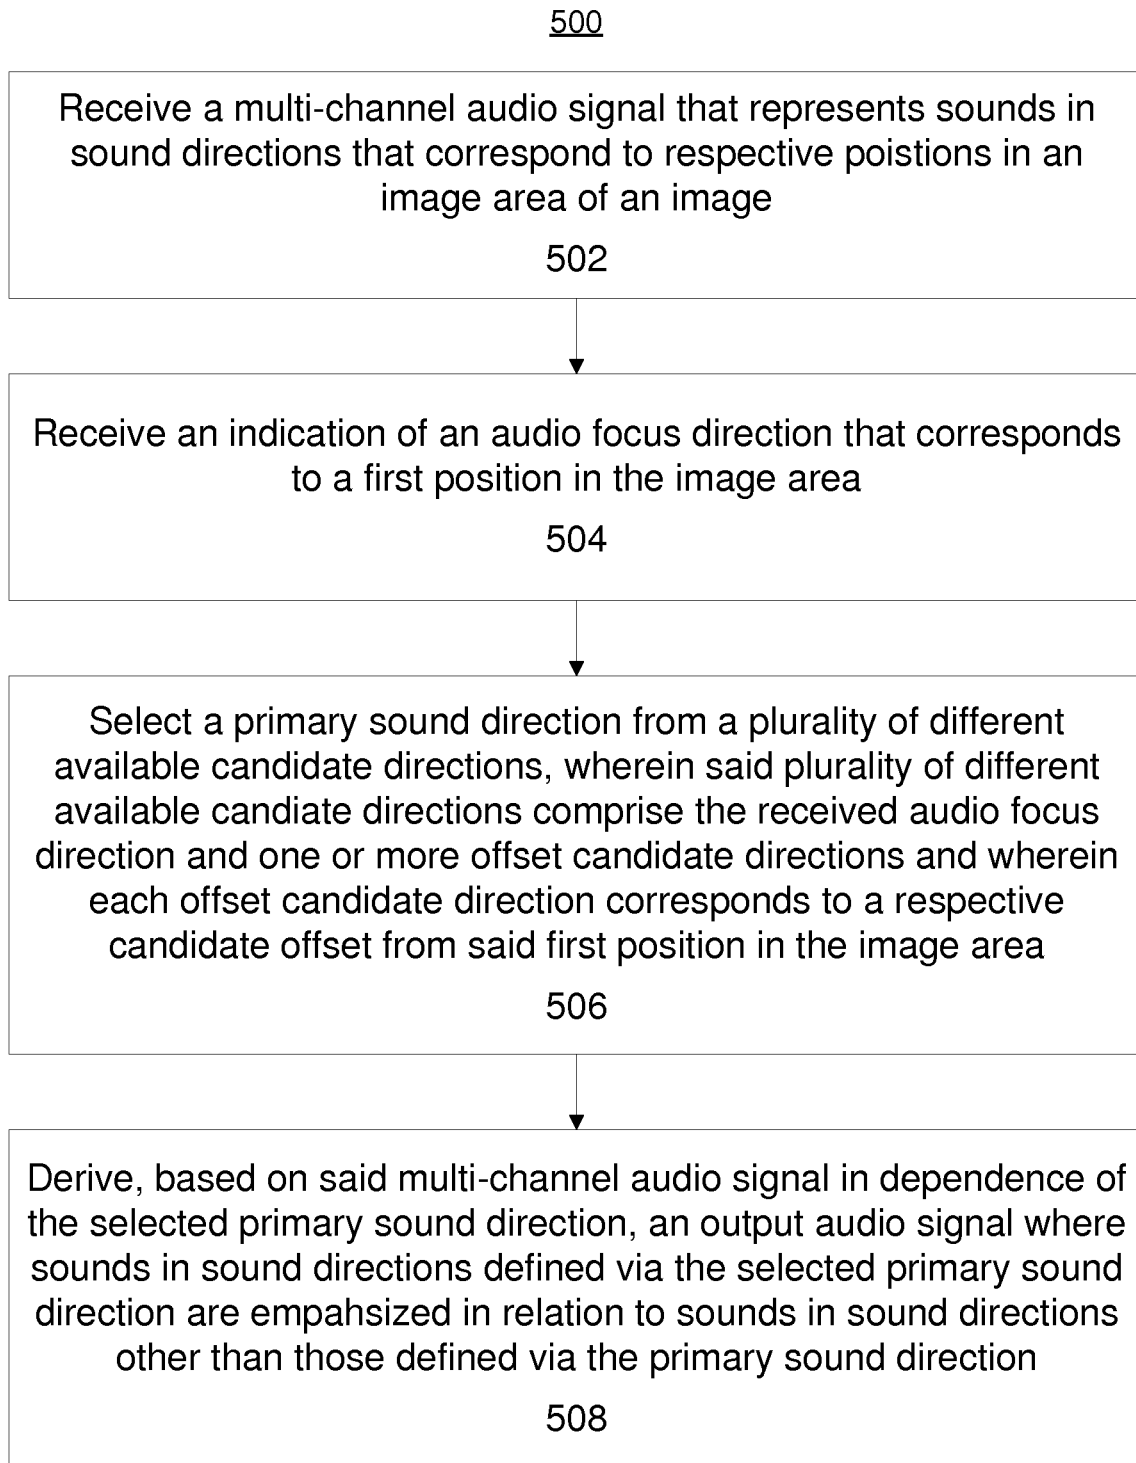 500
Receive a multi-channel audio signal that represents sounds in
sound directions that correspond to respective poistions in an
image area of an image
502
Receive an indication of an audio focus direction that corresponds
to a first position in the image area
504
Select a primary sound direction from a plurality of different
available candidate directions, wherein said plurality of different
available candiate directions comprise the received audio focus
direction and one or more offset candidate directions and wherein
each offset candidate direction corresponds to a respective
candidate offset from said first position in the image area
506
Derive, based on said multi-channel audio signal in dependence of
the selected primary sound direction, an output audio signal where
sounds in sound directions defined via the selected primary sound
direction are empahsized in relation to sounds in sound directions
other than those defined via the primary sound direction
508